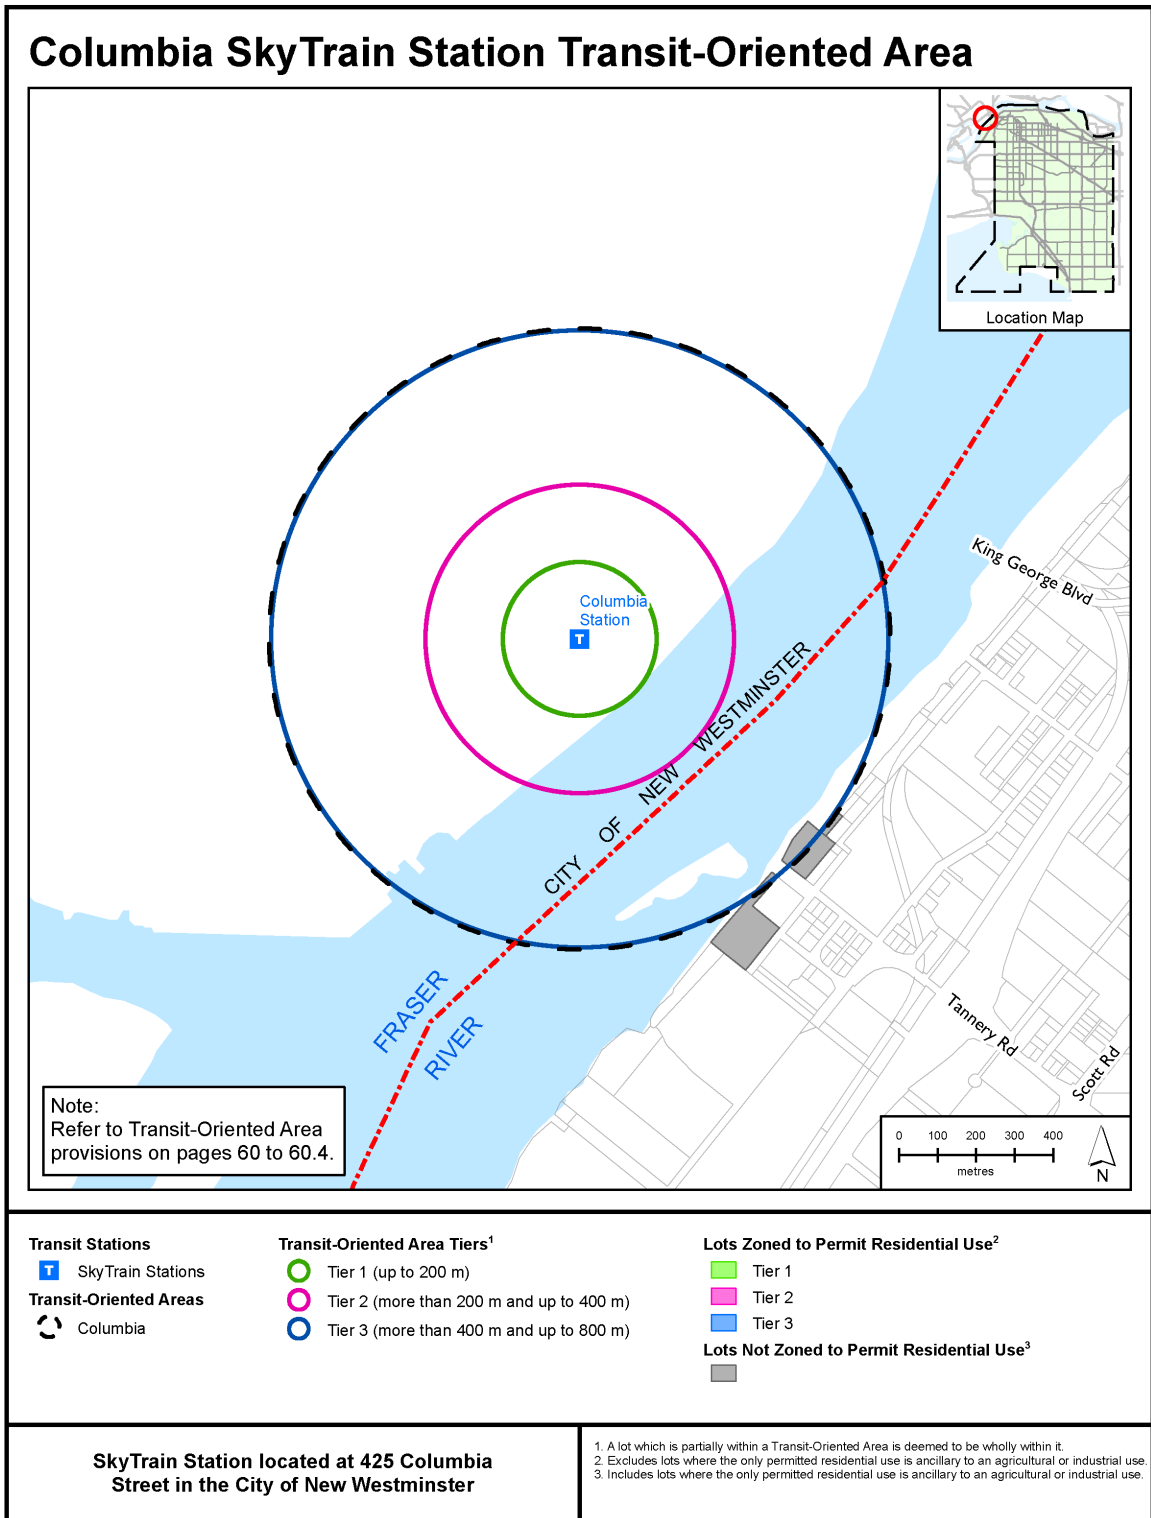 Columbia SkyTrain Station Transit-Oriented Area
Location Map
King George Blvd
Columbia
Station
T
CITY OF NEW WESTMINSTER
FRASER
RIVER
Tannery Rd
Scott Rd
Note:
Refer to Transit-Oriented Area
provisions on pages 60 to 60.4.
0 100 200 300 400
metres
N
Transit Stations
T SkyTrain Stations
Transit-Oriented Areas
Columbia
Transit-Oriented Area Tiers¹
Tier 1 (up to 200 m)
Tier 2 (more than 200 m and up to 400 m)
Tier 3 (more than 400 m and up to 800 m)
Lots Zoned to Permit Residential Use²
Tier 1
Tier 2
Tier 3
Lots Not Zoned to Permit Residential Use³
SkyTrain Station located at 425 Columbia
Street in the City of New Westminster
1. A lot which is partially within a Transit-Oriented Area is deemed to be wholly within it.
2. Excludes lots where the only permitted residential use is ancillary to an agricultural or industrial use.
3. Includes lots where the only permitted residential use is ancillary to an agricultural or industrial use.